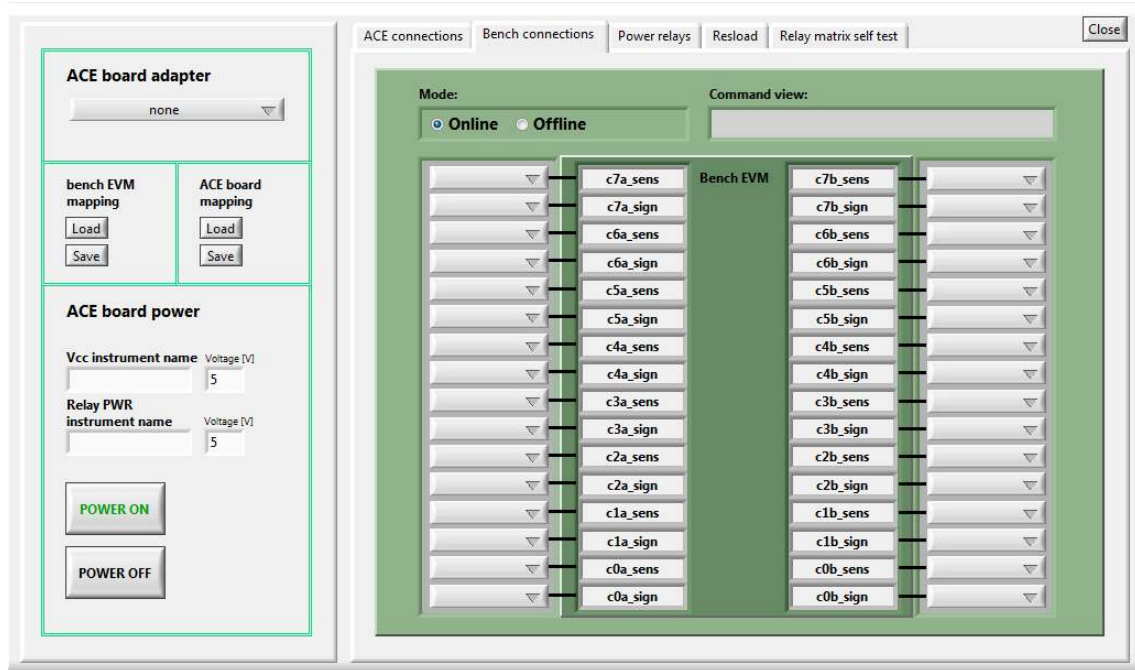 ACE connections Bench connections Power relays Resload Relay matrix self test Close
ACE board adapter
none
bench EVM
mapping
Load
Save
ACE board
mapping
Load
Save
ACE board power
Vcc instrument name Voltage [V]
5
Relay PWR
instrument name Voltage [V]
5
POWER ON
POWER OFF
Mode:
Online Offline
Command view:
Bench EVM
c7a_sens c7b_sens
c7a_sign c7b_sign
c6a_sens c6b_sens
c6a_sign c6b_sign
c5a_sens c5b_sens
c5a_sign c5b_sign
c4a_sens c4b_sens
c4a_sign c4b_sign
c3a_sens c3b_sens
c3a_sign c3b_sign
c2a_sens c2b_sens
c2a_sign c2b_sign
c1a_sens c1b_sens
c1a_sign c1b_sign
c0a_sens c0b_sens
c0a_sign c0b_sign